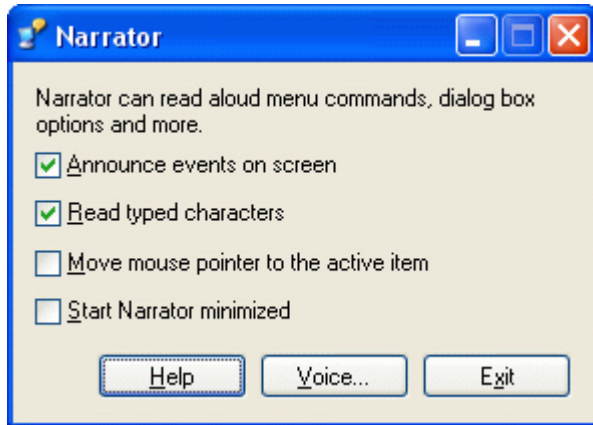 Narrator
Narrator can read aloud menu commands, dialog box
options and more.
Announce events on screen
Read typed characters
Move mouse pointer to the active item
Start Narrator minimized
Help Voice... Exit